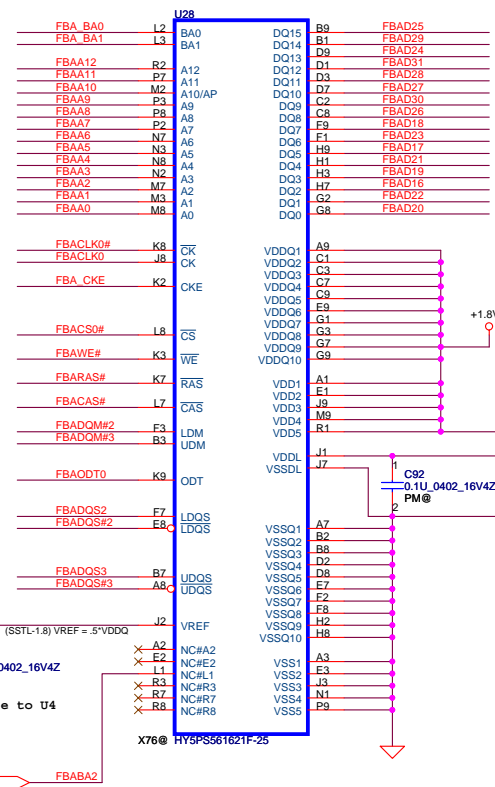 U28
FBA_BA0 L2 BA0 DQ15 B9 FBAD25
FBA_BA1 L3 BA1 DQ14 B1 FBAD29
DQ13 D9 FBAD24
FBAA12 R2 A12 DQ12 D1 FBAD31
FBAA11 P7 A11 DQ11 D3 FBAD28
FBAA10 M2 A10/AP DQ10 D7 FBAD27
FBAA9 P3 A9 DQ9 C2 FBAD30
FBAA8 P8 A8 DQ8 C8 FBAD26
FBAA7 P2 A7 DQ7 F9 FBAD18
FBAA6 N7 A6 DQ6 F1 FBAD23
FBAA5 N3 A5 DQ5 H9 FBAD17
FBAA4 N8 A4 DQ4 H1 FBAD21
FBAA3 N2 A3 DQ3 H3 FBAD19
FBAA2 M7 A2 DQ2 H7 FBAD16
FBAA1 M3 A1 DQ1 G2 FBAD22
FBAA0 M8 A0 DQ0 G8 FBAD20
FBACLK0# K8 CK VDDQ1 A9
FBACLK0 J8 CK VDDQ2 C1
VDDQ3 C3
FBA_CKE K2 CKE VDDQ4 C7
VDDQ5 C9
VDDQ6 E9
VDDQ7 G1
+1.8V
FBACS0# L8 CS VDDQ8 G3
VDDQ9 G7
FBAWE# K3 WE VDDQ10 G9
FBARAS# K7 RAS VDD1 A1
VDD2 E1
FBACAS# L7 CAS VDD3 J9
VDD4 M9
FBADQM#2 F3 LDM VDD5 R1
FBADQM#3 B3 UDM
VDDL J1
VSSDL J7
1
C92
FBAODT0 K9 ODT
0.1U_0402_16V4Z
PM@
2
FBADQS2 F7 LDQS VSSQ1 A7
FBADQS#2 E8 LDQS VSSQ2 B2
VSSQ3 B8
VSSQ4 D2
FBADQS3 B7 UDQS VSSQ5 D8
FBADQS#3 A8 UDQS VSSQ6 E7
VSSQ7 F2
VSSQ8 F8
J2 VREF VSSQ9 H2
(SSTL-1.8) VREF = .5*VDDQ
VSSQ10 H8
A2 NC#A2
0402_16V4Z E2 NC#E2 VSS1 A3
L1 NC#L1 VSS2 E3
R3 NC#R3 VSS3 J3
R7 NC#R7 VSS4 N1
e to U4 R8 NC#R8 VSS5 P9
X76@ HY5PS561621F-25
FBABA2